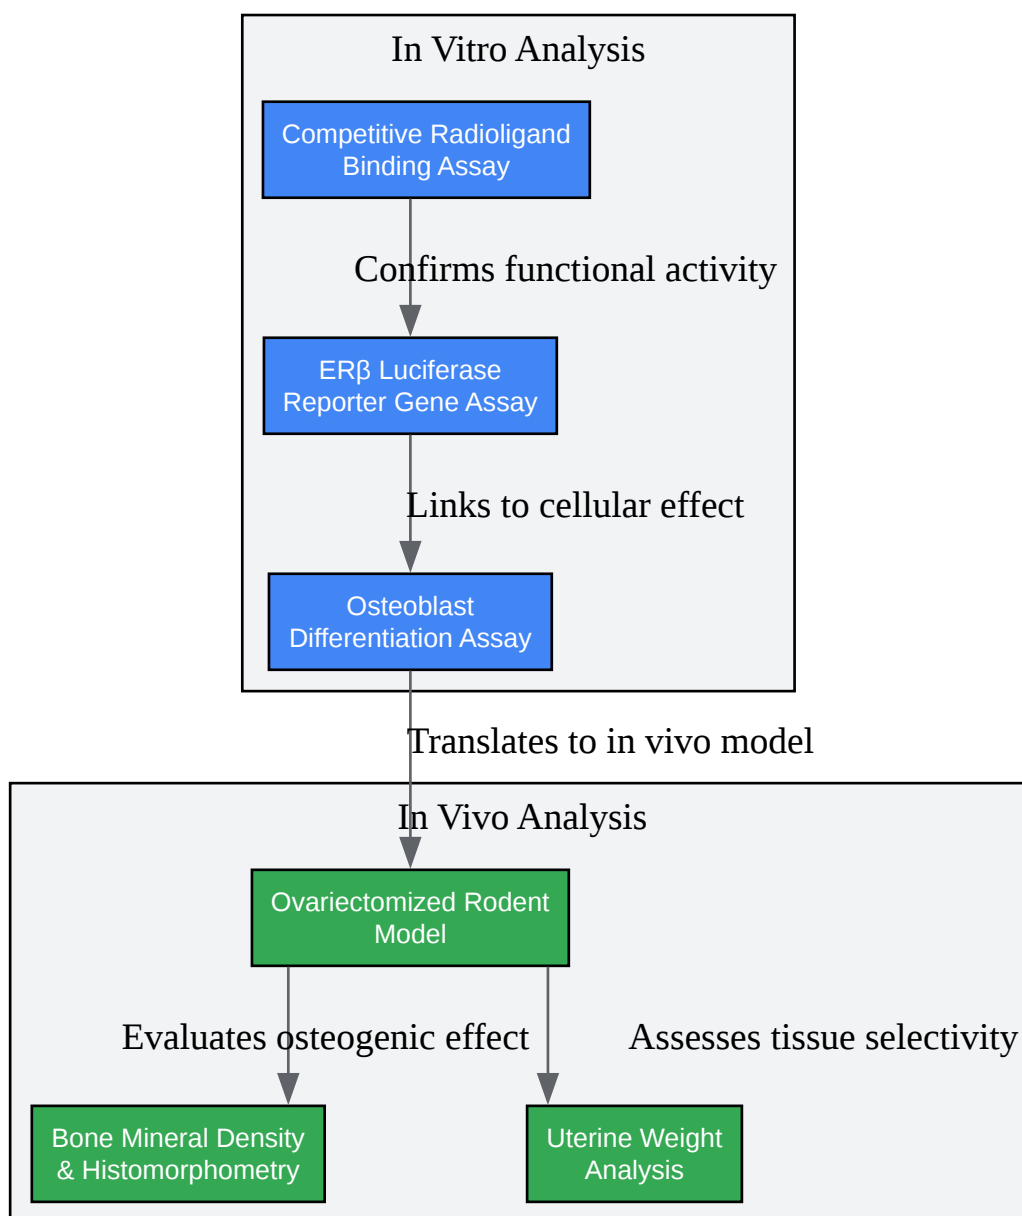 In Vitro Analysis
Competitive Radioligand
Binding Assay
Confirms functional activity
ERβ Luciferase
Reporter Gene Assay
Links to cellular effect
Osteoblast
Differentiation Assay
Translates to in vivo model
In Vivo Analysis
Ovariectomized Rodent
Model
Evaluates osteogenic effect
Assesses tissue selectivity
Bone Mineral Density
& Histomorphometry
Uterine Weight
Analysis